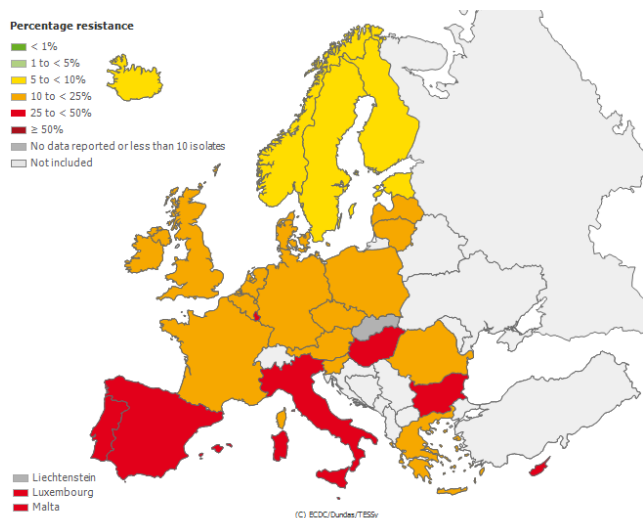 Percentage resistance
< 1%
1 to < 5%
5 to < 10%
10 to < 25%
25 to < 50%
≥ 50%
No data reported or less than 10 isolates
Not included
Liechtenstein
Luxembourg
Malta
(C) ECDC/Dundas/TESSy